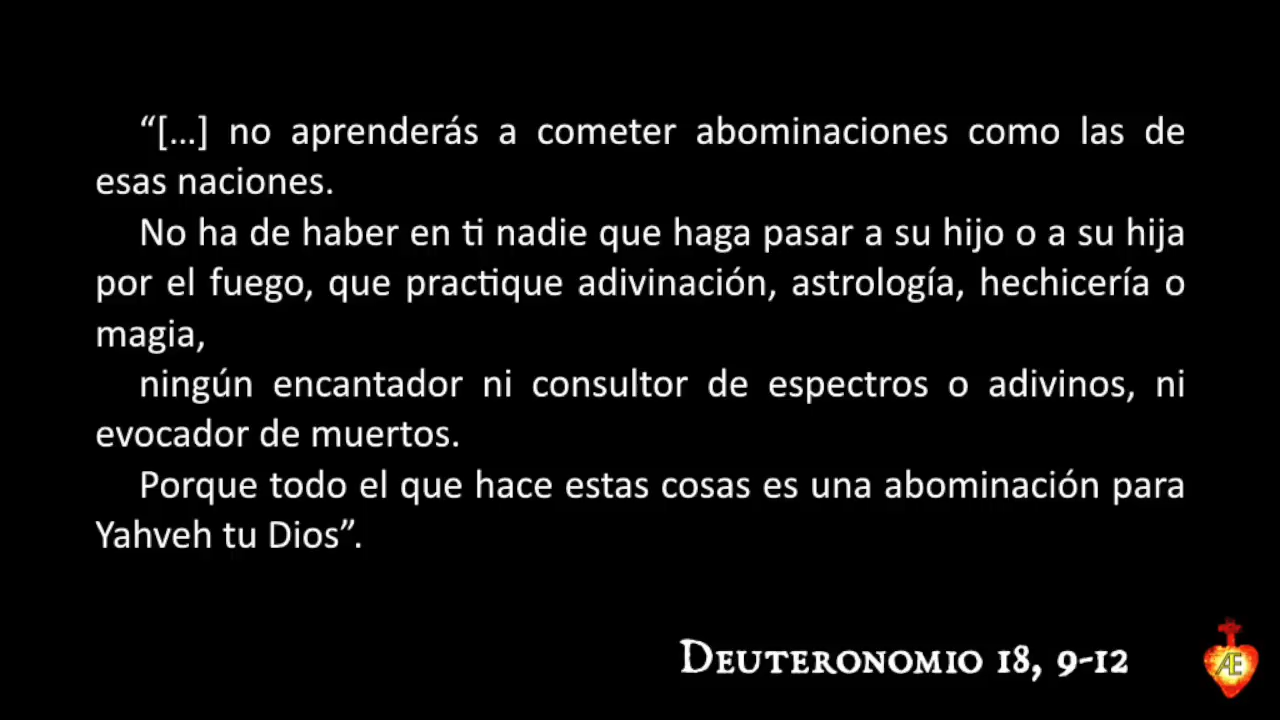 “[…] no aprenderás a cometer abominaciones como las de
esas naciones.
No ha de haber en ti nadie que haga pasar a su hijo o a su hija
por el fuego, que practique adivinación, astrología, hechicería o
magia,
ningún encantador ni consultor de espectros o adivinos, ni
evocador de muertos.
Porque todo el que hace estas cosas es una abominación para
Yahveh tu Dios”.
Deuteronomio 18, 9-12
Æ